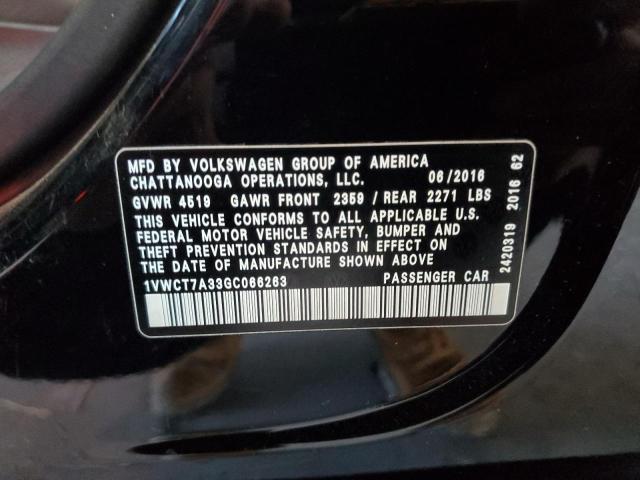 MFD BY VOLKSWAGEN GROUP OF AMERICA
CHATTANOOGA OPERATIONS, LLC. 06/2016
GVWR 4519 GAWR FRONT 2359 / REAR 2271 LBS
THIS VEHICLE CONFORMS TO ALL APPLICABLE U.S.
FEDERAL MOTOR VEHICLE SAFETY, BUMPER AND
THEFT PREVENTION STANDARDS IN EFFECT ON
THE DATE OF MANUFACTURE SHOWN ABOVE
1VWCT7A33GC066263 PASSENGER CAR
2420319 2016 62